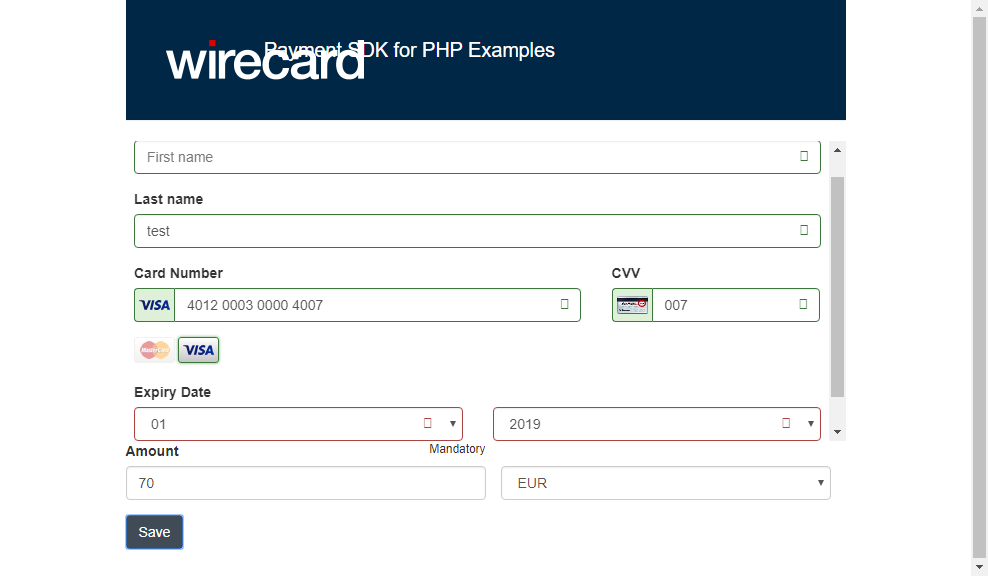 Payment SDK for PHP Examples
wirecard
First name
Last name
test
Card Number CVV
VISA 4012 0003 0000 4007 007
MasterCard VISA
Expiry Date
01 2019
Amount Mandatory
70 EUR
Save